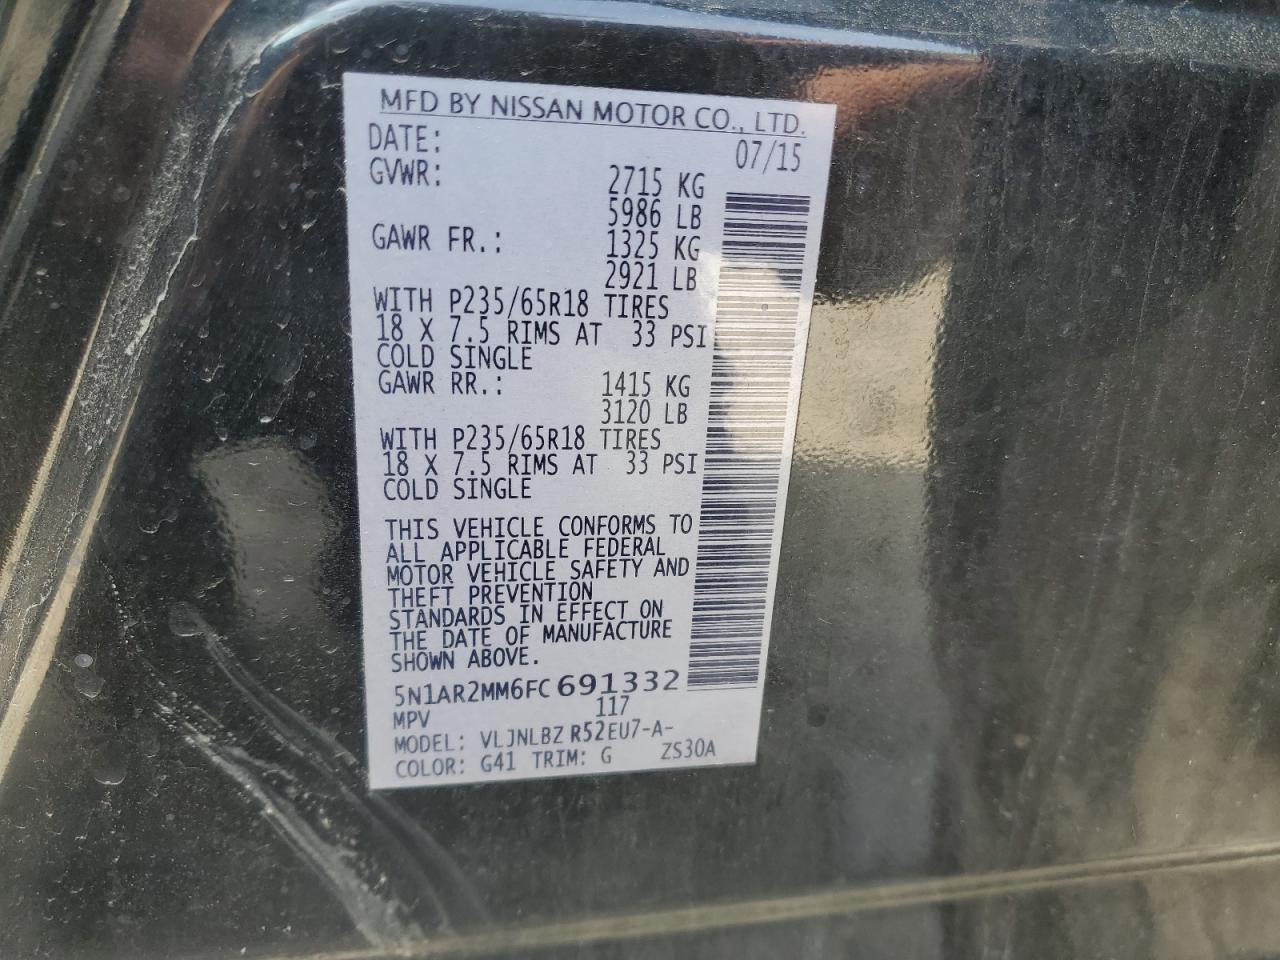 MFD BY NISSAN MOTOR CO., LTD.
DATE: 07/15
GVWR: 2715 KG
5986 LB
GAWR FR.: 1325 KG
2921 LB
WITH P235/65R18 TIRES
18 X 7.5 RIMS AT 33 PSI
COLD SINGLE
GAWR RR.: 1415 KG
3120 LB
WITH P235/65R18 TIRES
18 X 7.5 RIMS AT 33 PSI
COLD SINGLE
THIS VEHICLE CONFORMS TO
ALL APPLICABLE FEDERAL
MOTOR VEHICLE SAFETY AND
THEFT PREVENTION
STANDARDS IN EFFECT ON
THE DATE OF MANUFACTURE
SHOWN ABOVE.
5N1AR2MM6FC691332
MPV 117
MODEL: VLJNLBZ R52EU7-A-
COLOR: G41 TRIM: G ZS30A